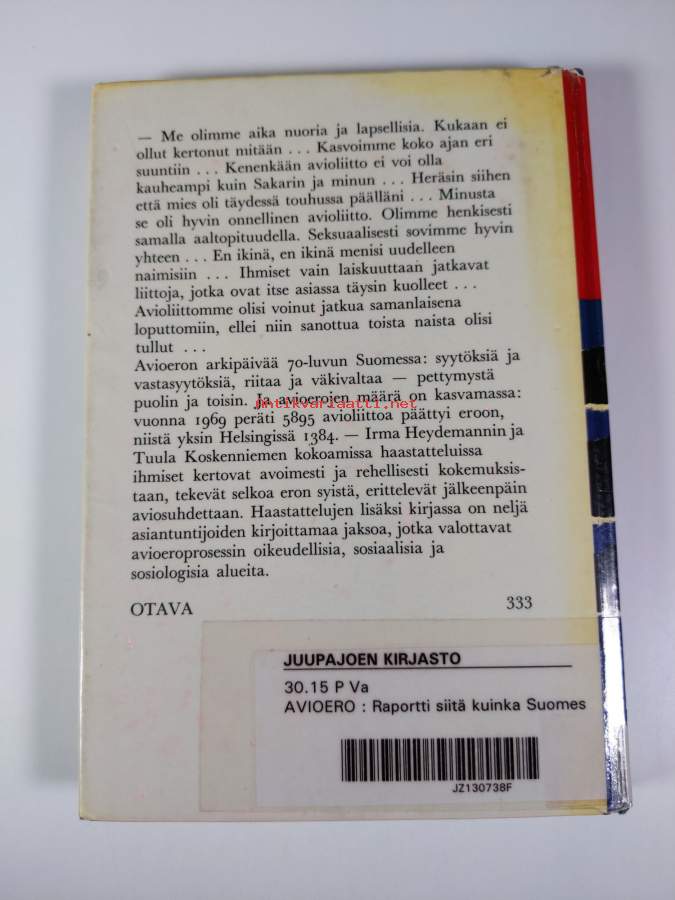 — Me olimme aika nuoria ja lapsellisia. Kukaan ei
ollut kertonut mitään . . . Kasvoimme koko ajan eri
suuntiin . . . Kenenkään avioliitto ei voi olla
kauheampi kuin Sakarin ja minun . . . Heräsin siihen
että mies oli täydessä touhussa päälläni . . . Minusta
se oli hyvin onnellinen avioliitto. Olimme henkisesti
samalla aaltopituudella. Seksuaalisesti sovimme hyvin
yhteen . . . En ikinä, en ikinä menisi uudelleen
naimisiin . . . Ihmiset vain laiskuuttaan jatkavat
liittoja, jotka ovat itse asiassa täysin kuolleet . . .
Avioliittomme olisi voinut jatkua samanlaisena
loputtomiin, ellei niin sanottua toista naista olisi
tullut . . .
Avioeron arkipäivää 70-luvun Suomessa: syytöksiä ja
vastasyytöksiä, riitaa ja väkivaltaa — pettymystä
puolin ja toisin. Ja avioerojen määrä on kasvamassa:
antikvariaatti.net
vuonna 1969 peräti 5895 avioliittoa päättyi eroon,
niistä yksin Helsingissä 1384. — Irma Heydemannin ja
Tuula Koskenniemen kokoamissa haastatteluissa
ihmiset kertovat avoimesti ja rehellisesti kokemuksis-
taan, tekevät selkoa eron syistä, erittelevät jälkeenpäin
aviosuhdettaan. Haastattelujen lisäksi kirjassa on neljä
asiantuntijoiden kirjoittamaa jaksoa, jotka valottavat
avioeroprosessin oikeudellisia, sosiaalisia ja
sosiologisia alueita.
OTAVA 333
JUUPAJOEN KIRJASTO
30.15 P Va
AVIOERO : Raportti siitä kuinka Suomes
JZ130738F